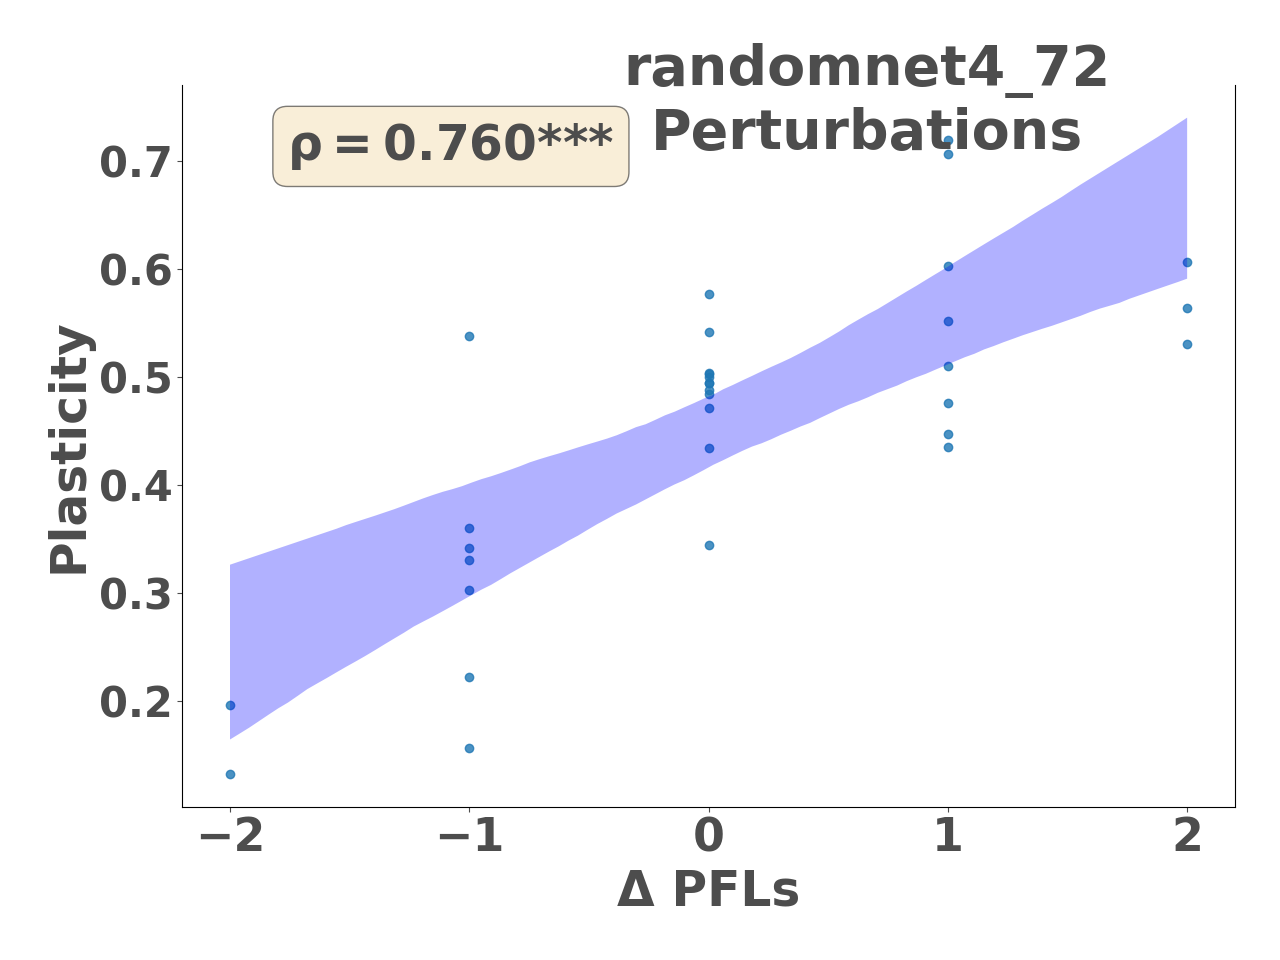 randomnet4_72
Perturbations
ρ = 0.760***
Plasticity
0.7
0.6
0.5
0.4
0.3
0.2
−2
−1
0
1
2
Δ PFLs